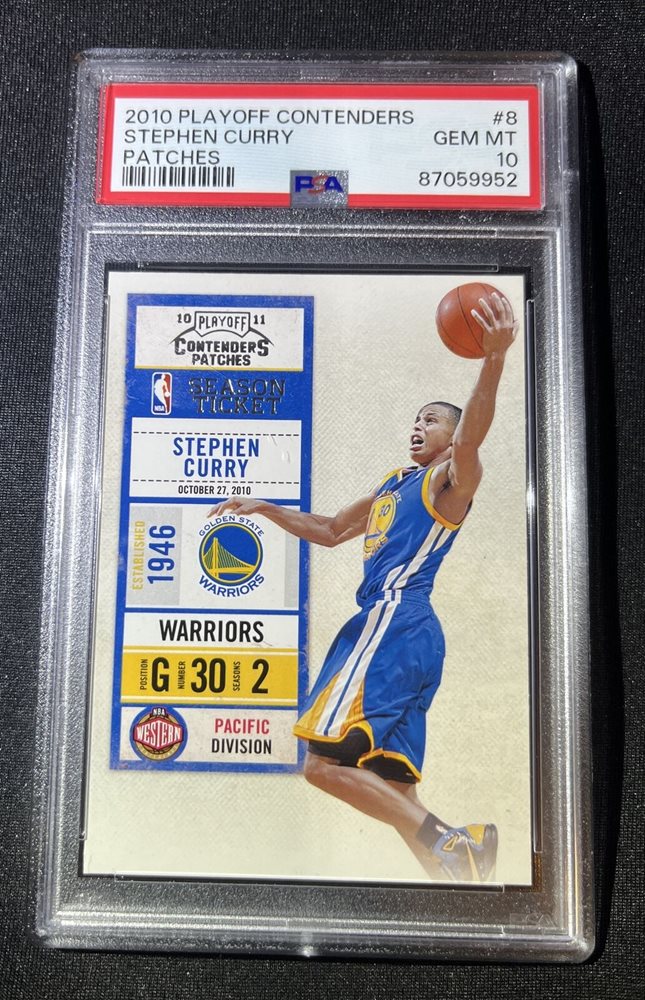 2010 PLAYOFF CONTENDERS #8
STEPHEN CURRY GEM MT
PATCHES 10
PSA 87059952
10 PLAYOFF 11
CONTENDERS
PATCHES
NBA SEASON
TICKET
STEPHEN
CURRY
OCTOBER 27, 2010
ESTABLISHED
1946
GOLDEN STATE
WARRIORS
WARRIORS
POSITION G NUMBER 30 SEASONS 2
NBA
WESTERN
PACIFIC
DIVISION
30